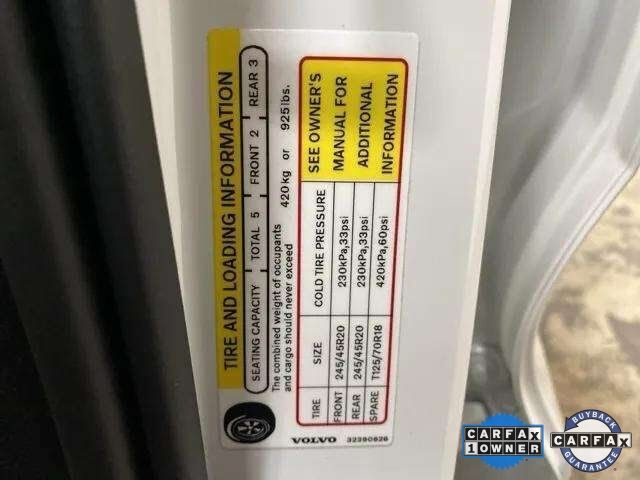 TIRE AND LOADING INFORMATION
SEATING CAPACITY TOTAL 5 FRONT 2 REAR 3
The combined weight of occupants
and cargo should never exceed 420 kg or 925 lbs.
TIRE SIZE COLD TIRE PRESSURE SEE OWNER'S
FRONT 245/45R20 230kPa,33psi MANUAL FOR
REAR 245/45R20 230kPa,33psi ADDITIONAL
SPARE T125/70R18 420kPa,60psi INFORMATION
VOLVO 32280826
CARFAX
1 OWNER
BUYBACK
CARFAX
GUARANTEE